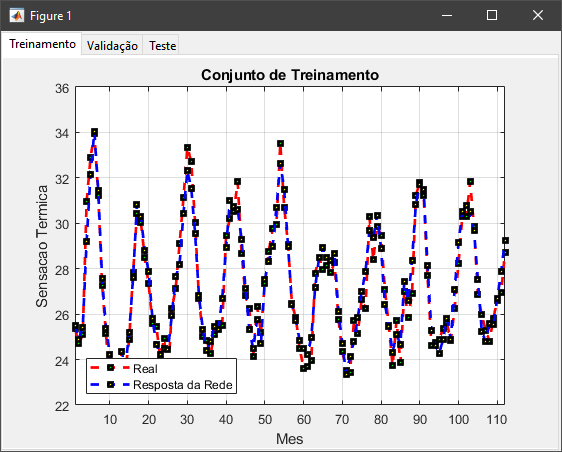 Figure 1
Treinamento Validação Teste
Conjunto de Treinamento
36
34
32
30
28
26
24
22
Sensacao Termica
Real
Resposta da Rede
10 20 30 40 50 60 70 80 90 100 110
Mes